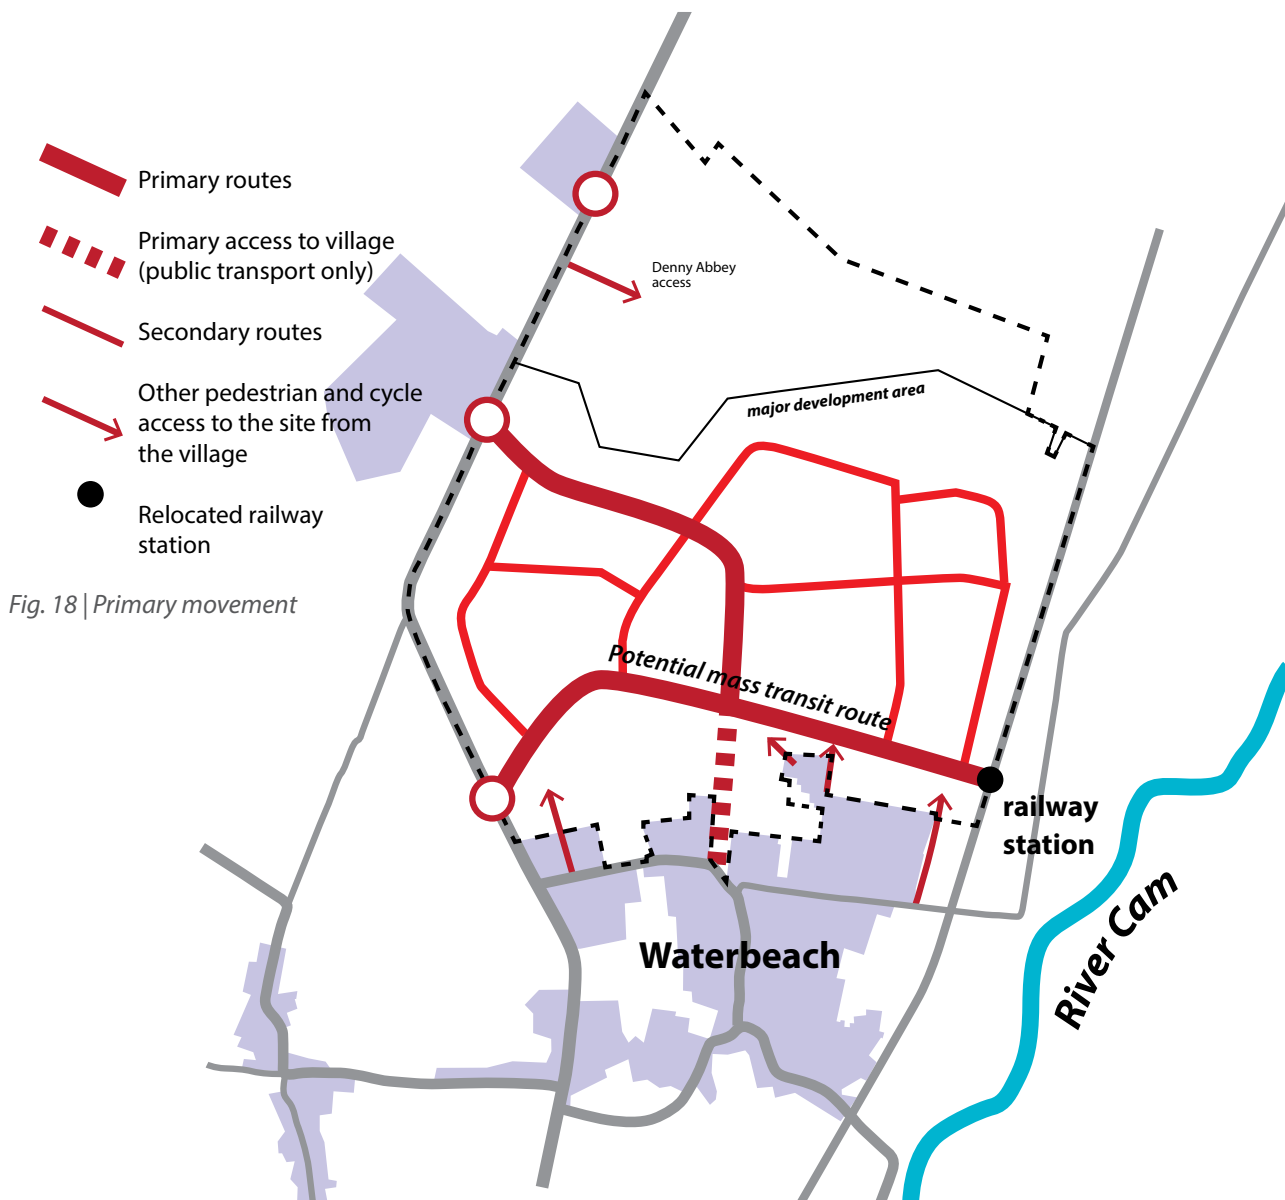 Primary routes
Primary access to village
(public transport only)
Secondary routes
Other pedestrian and cycle
access to the site from
the village
Relocated railway
station
Fig. 18 | Primary movement
Denny Abbey
access
major development area
Potential mass transit route
railway
station
Waterbeach
River Cam